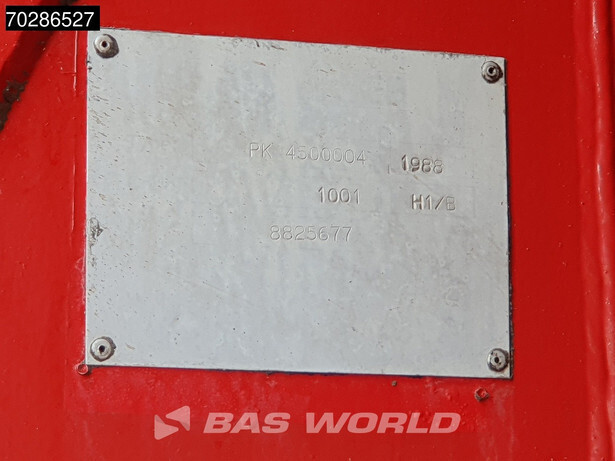 70286527
PK 4500004 1988
1001 H1/B
8825677
BAS WORLD